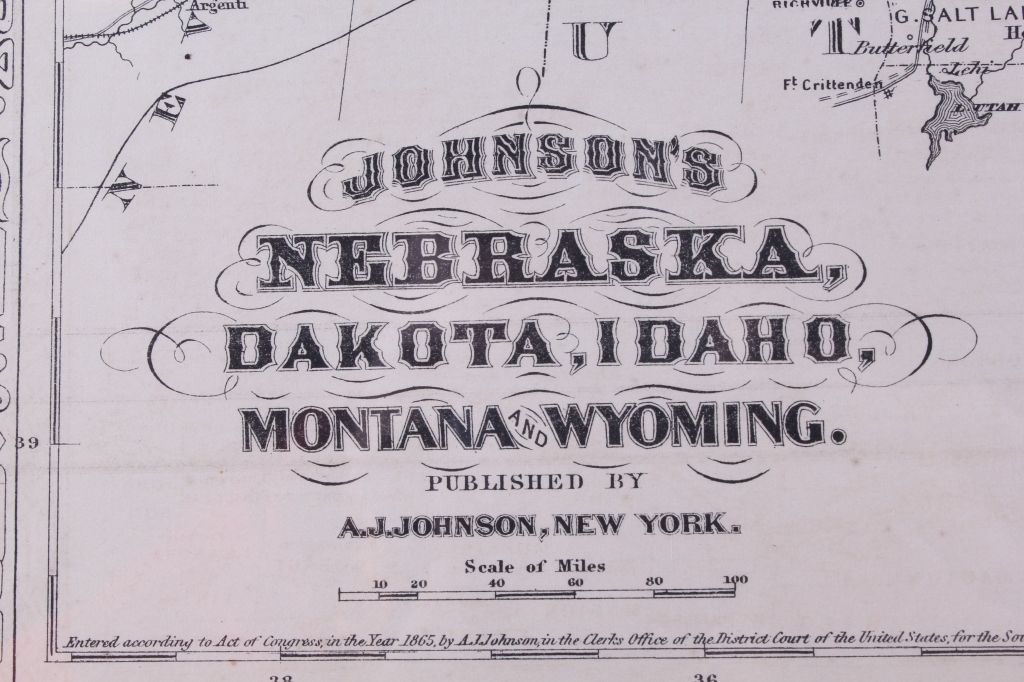 Argenti
RICHVILLE
G. SALT LA
U
T
Butterfield
Lehi
Ft. Crittenden
UTAH
E
V
JOHNSON'S
NEBRASKA,
DAKOTA, IDAHO,
MONTANA AND WYOMING.
39
PUBLISHED BY
A.J. JOHNSON, NEW YORK.
Scale of Miles
10 20 40 60 80 100
Entered according to Act of Congress, in the Year 1865, by A.J. Johnson, in the Clerks Office of the District Court of the United States, for the So
38 36